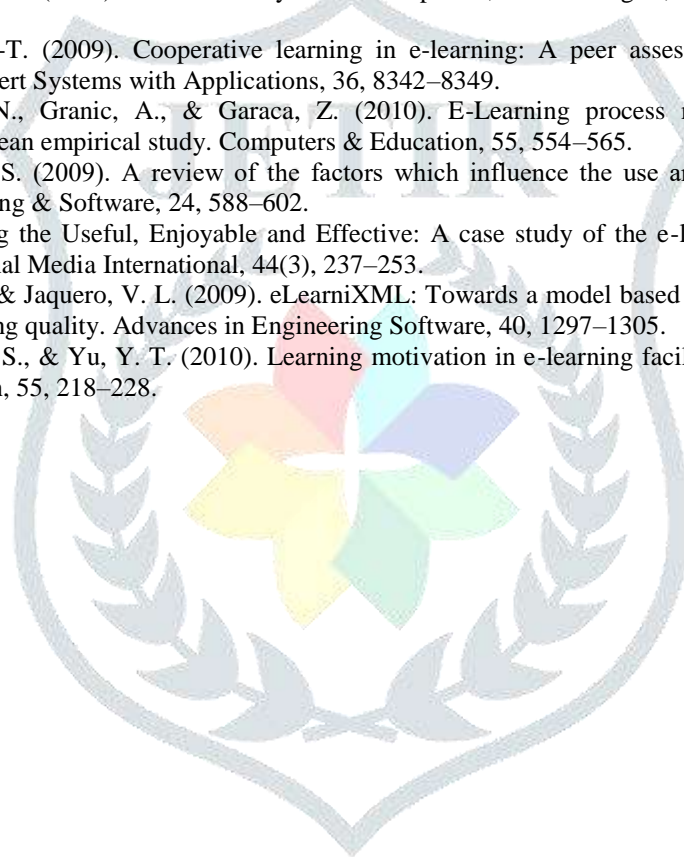 -T. (2009). Cooperative learning in e-learning: A peer asses
ert Systems with Applications, 36, 8342–8349.
N., Granic, A., & Garaca, Z. (2010). E-Learning process
ean empirical study. Computers & Education, 55, 554–565.
S. (2009). A review of the factors which influence the use
ng & Software, 24, 588–602.
g the Useful, Enjoyable and Effective: A case study of the e-l
al Media International, 44(3), 237–253.
& Jaquero, V. L. (2009). eLearniXML: Towards a model based
ng quality. Advances in Engineering Software, 40, 1297–1305.
S., & Yu, Y. T. (2010). Learning motivation in e-learning facil
, 55, 218–228.
JETIR